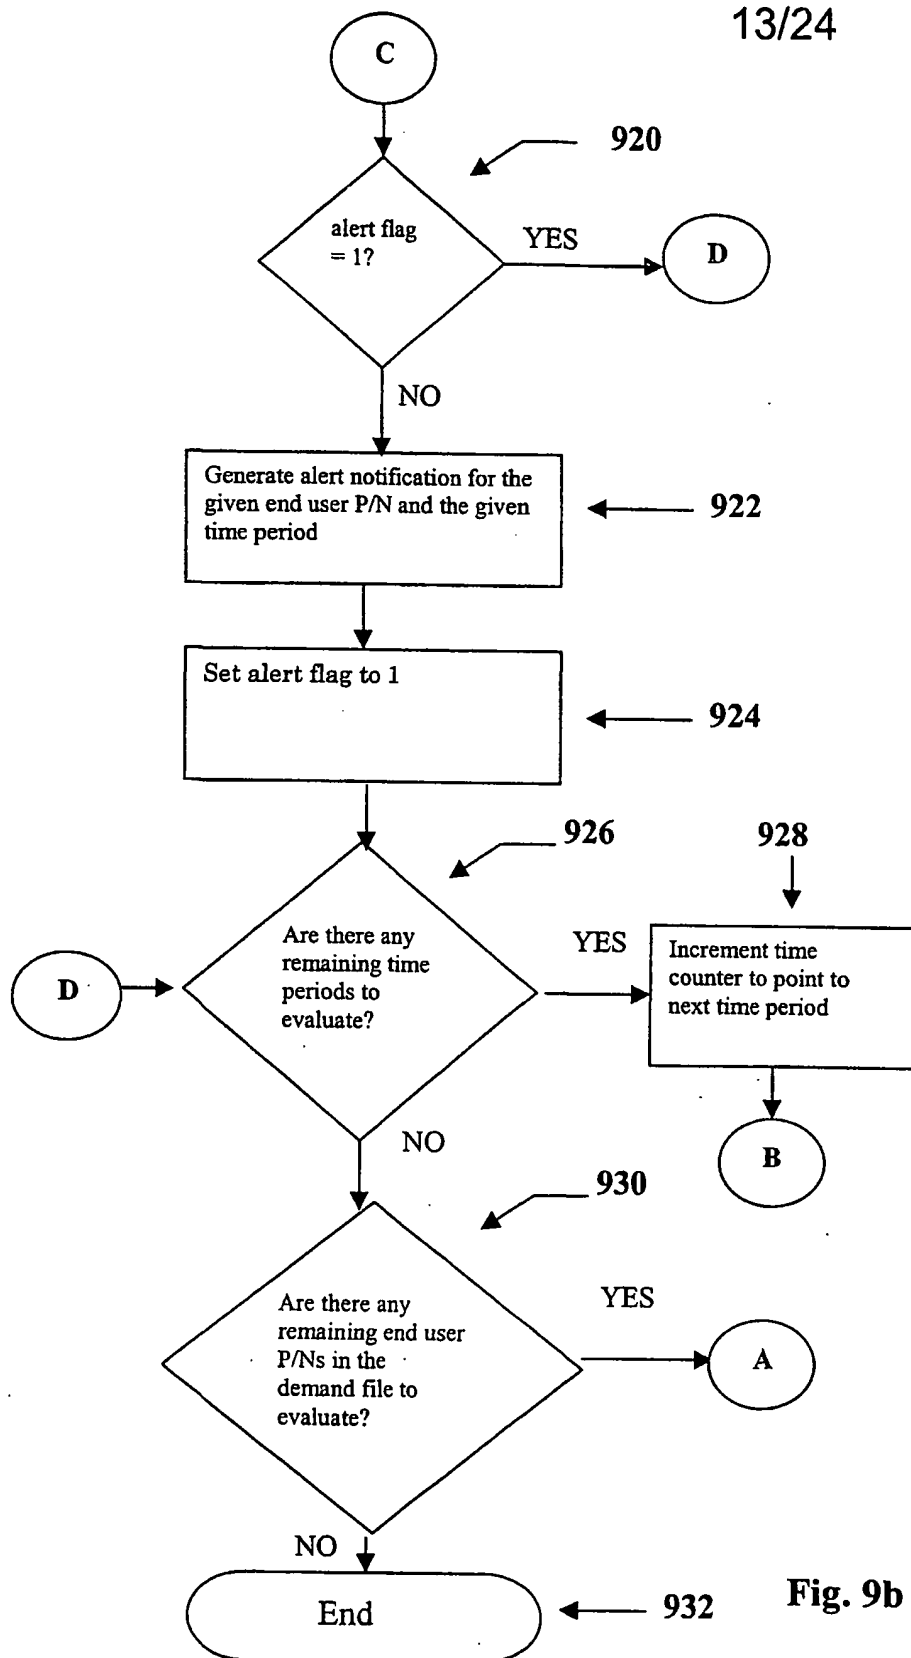 13/24
C
920
alert flag
= 1?
YES
D
NO
Generate alert notification for the
given end user P/N and the given
time period
922
Set alert flag to 1
924
926
928
Are there any
remaining time
periods to
evaluate?
YES
Increment time
counter to point to
next time period
D
NO
B
930
Are there any
remaining end user
P/Ns in the
demand file to
evaluate?
YES
A
NO
End
932
Fig. 9b